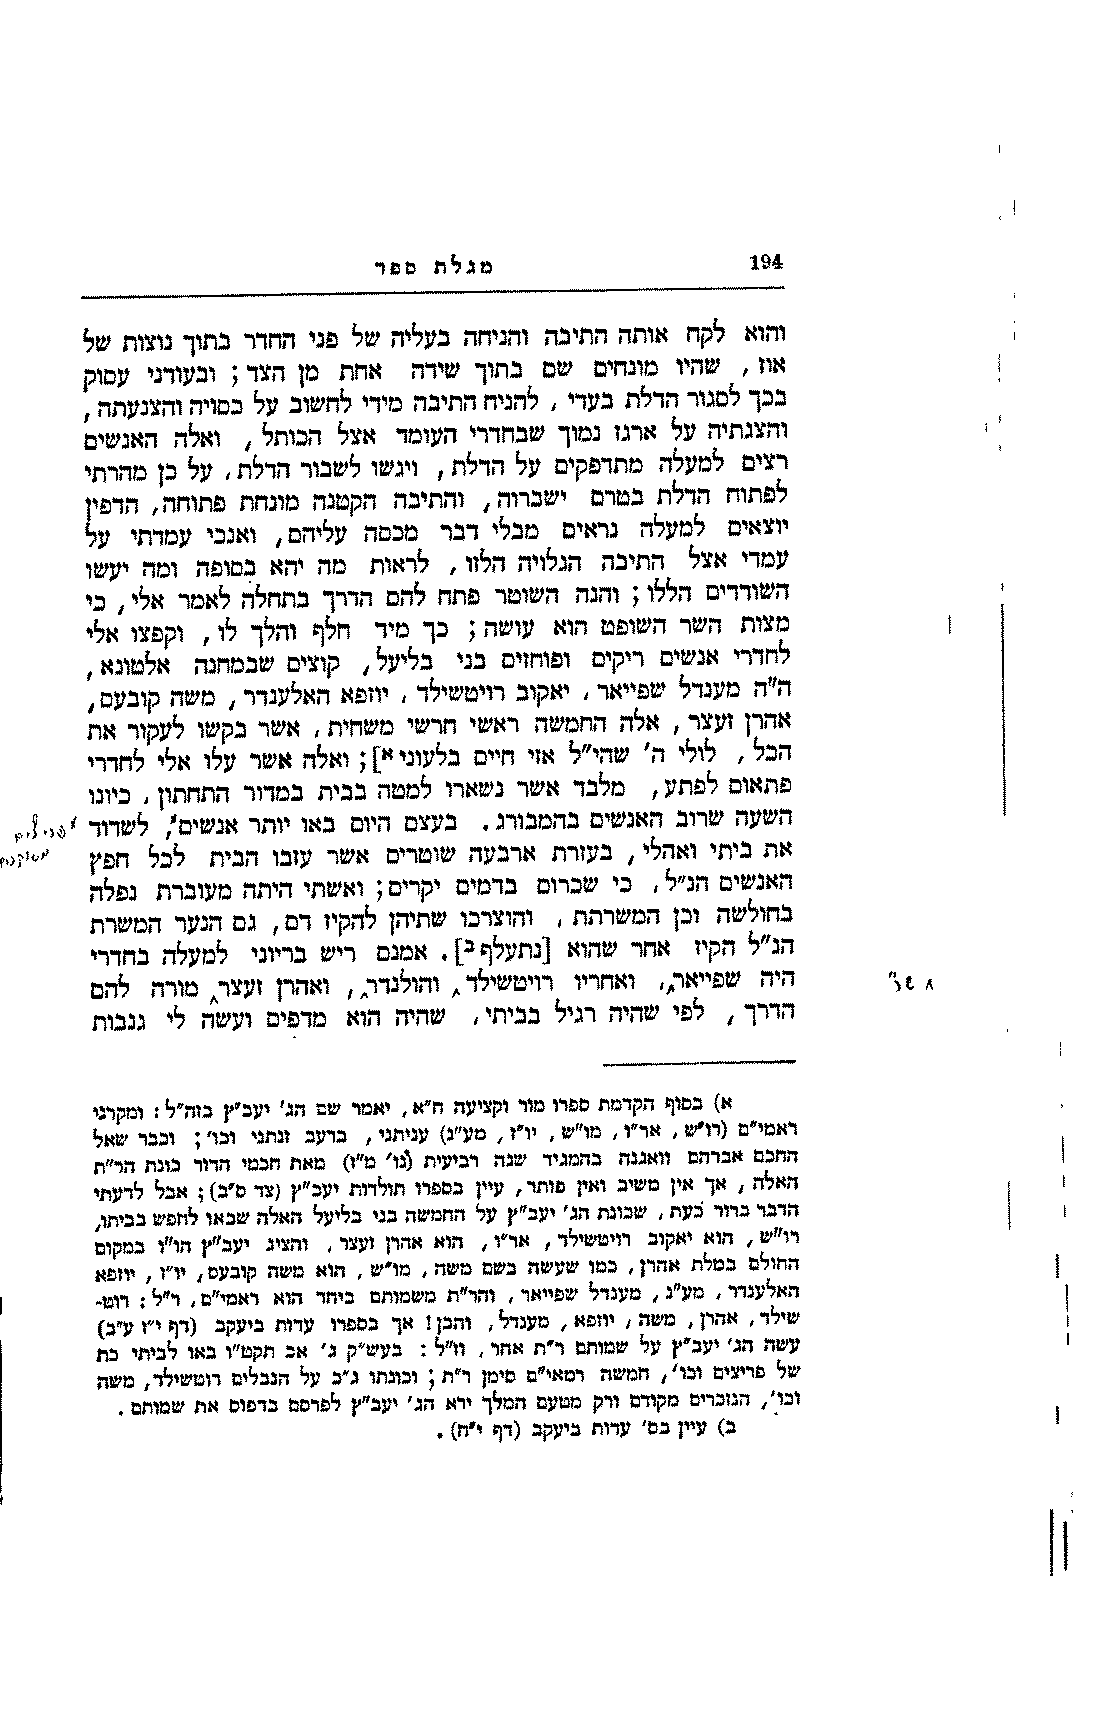 194
מגלת ספר
והוא לקח אותה התיבה והניחה בעליה של פני החדר בתוך נוצות של
אוז, שהיו מונחים שם בתוך שידה אחת מן הצד; ובעודני עסוק
בכך לסגור הדלת בעדי, להניח התיבה מידי לחשוב על כסויה והצנעתה,
והצגתיה על ארגז נמוך שבחדרי העומד אצל הכותל, ואלה האנשים
רצים למעלה מתדפקים על הדלת, ויגשו לשבור הדלת. על כן מהרתי
לפתוח הדלת בטרם ישברוה, והתיבה הקטנה מונחת פתוחה, הדפין
יוצאים למעלה נראים מבלי דבר מכסה עליהם, ואנכי עמדתי על
עמדי אצל התיבה הגלויה הלזו, לראות מה יהא בסופה ומה יעשו
השודדים הללו; והנה השוטר פתח להם הדרך בתחלה לאמר אלי, כי
מצות השר השופט הוא עושה; כך מיד חלף והלך לו, וקפצו אלי
לחדרי אנשים ריקים ופוחזים בני בליעל, קוצים שבמחנה אלטונא,
ה"ה מענדל שפייאר, יאקוב רויטשילד, יוזפא האלענדר, משה קובעס,
אהרן זעצר, אלה החמשה ראשי חרשי משחית, אשר בקשו לעקור את
הכל, לולי ה' שהי"ל אזי חיים בלעוני א]; ואלה אשר עלו אלי לחדרי
פתאום לפתע, מלבד אשר נשארו למטה בבית במדור התחתון, כיונו
השעה שרוב האנשים בהמבורג. בעצם היום באו יותר אנשים, לשדוד
את ביתי ואהלי, בעזרת ארבעה שוטרים אשר עזבו הבית לכל חפץ
האנשים הנ"ל, כי שכרום בדמים יקרים; ואשתי היתה מעוברת נפלה
בחולשה וכן המשרתת, והוצרכו שתיהן להקיז דם, גם הנער המשרת
הנ"ל הקיז אחר שהוא [נתעלף ב]. אמנם ריש בריוני למעלה בחדרי
היה שפייאר, ואחריו רויטשילד והולנדר, ואהרן זעצר מורה להם
הדרך, לפי שהיה רגיל בביתי, שהיה הוא מדפים ועשה לי גנבות
א) בסוף הקדמת ספרו מור וקציעה ח"א, יאמר שם הג' יעב"ץ בזה"ל: ומקרני
ראמי"ם (רו"ש, אר"ז, מו"ש, יו"ז, מע"נ) עניתני, ברעב זנתני וכו'; וכבר שאל
החכם אברהם וואגנה בהמגיד שנה רביעית (נו' מ"ז) מאת חכמי הדור כונת הר"ת
האלה, אך אין משיב ואין פותר, עיין בספרו תולדות יעב"ץ (צד ס"ב); אבל לדעתי
הדבר ברור כעת, שכונת הג' יעב"ץ על החמשה בני בליעל האלה שבאו לחפש בביתו,
רו"ש, הוא יאקוב רויטשילד, אר"ז, הוא אהרן זעצר, והציג יעב"ץ הו"ו במקום
החולם במלת אהרן, כמו שעשה בשם משה, מו"ש, הוא משה קובעס, יו"ז, יוזפא
האלענדר, מע"נ, מענדל שפייאר, והר"ת משמותם ביחד הוא ראמי"ם, ר"ל: רוט-
שילד, אהרן, משה, יוזפא, מענדל, והבן! אך בספרו עדות ביעקב (דף י"ז ע"ב)
עשה הג' יעב"ץ על שמותם ר"ת אחר, וז"ל: בעש"ק ג' אב תקט"ו באו לביתי כת
של פריצים וכו', חמשה רמאי"ם סימן ר"ת; וכונתו ג"כ על הנבלים רוטשילד, משה
וכו', הנזכרים מקודם ורק מטעם המלך ירא הג' יעב"ץ לפרסם בדפוס את שמותם.
ב) עיין בס' עדות ביעקב (דף י"ח).